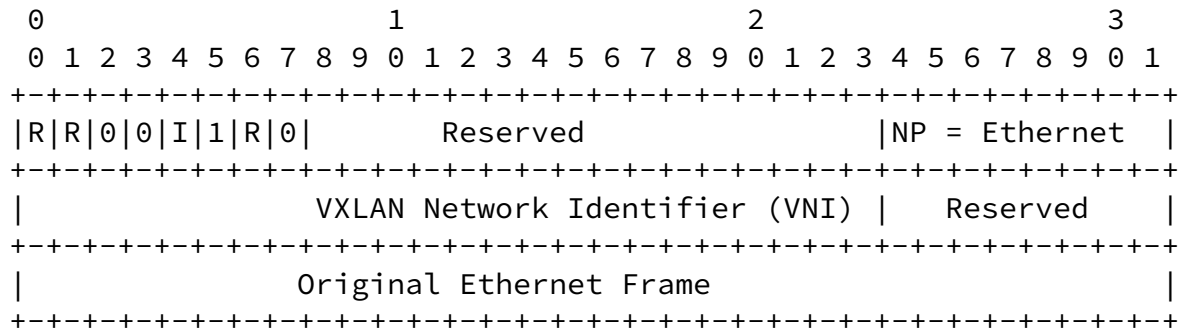 0                   1                   2                   3
 0 1 2 3 4 5 6 7 8 9 0 1 2 3 4 5 6 7 8 9 0 1 2 3 4 5 6 7 8 9 0 1
+-+-+-+-+-+-+-+-+-+-+-+-+-+-+-+-+-+-+-+-+-+-+-+-+-+-+-+-+-+-+-+-+
|R|R|0|0|I|1|R|0|       Reserved                |NP = Ethernet  |
+-+-+-+-+-+-+-+-+-+-+-+-+-+-+-+-+-+-+-+-+-+-+-+-+-+-+-+-+-+-+-+-+
|                VXLAN Network Identifier (VNI) |   Reserved    |
+-+-+-+-+-+-+-+-+-+-+-+-+-+-+-+-+-+-+-+-+-+-+-+-+-+-+-+-+-+-+-+-+
|               Original Ethernet Frame                         |
+-+-+-+-+-+-+-+-+-+-+-+-+-+-+-+-+-+-+-+-+-+-+-+-+-+-+-+-+-+-+-+-+